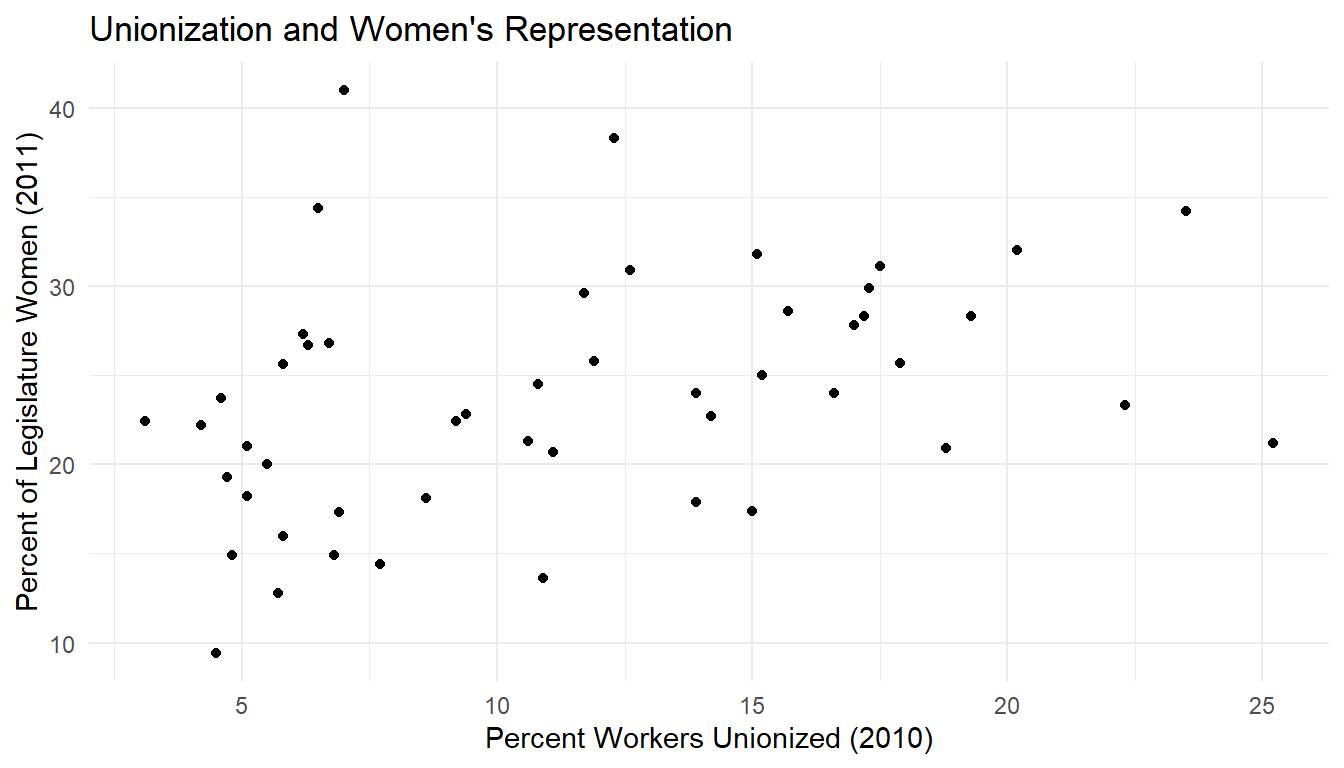 Unionization and Women's Representation
Percent of Legislature Women (2011)
40
30
20
10
5 10 15 20 25
Percent Workers Unionized (2010)